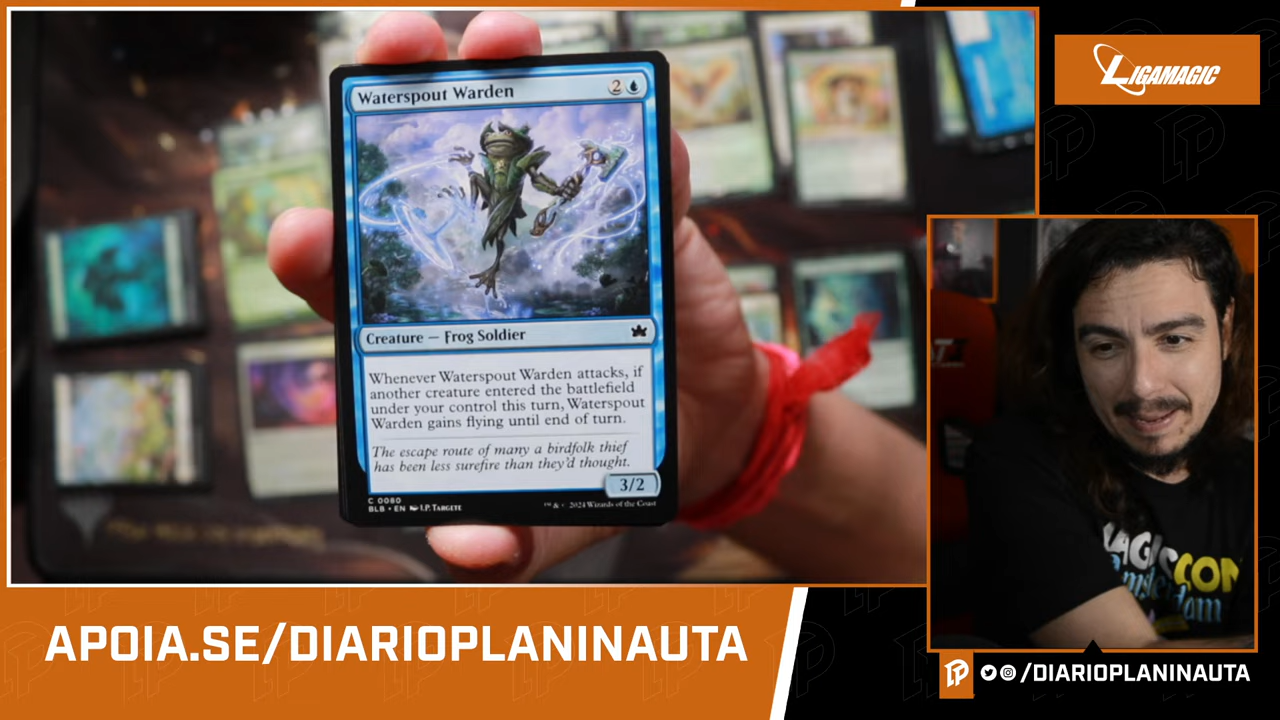 Waterspout Warden
2
Creature — Frog Soldier
Whenever Waterspout Warden attacks, if
another creature entered the battlefield
under your control this turn, Waterspout
Warden gains flying until end of turn.
The escape route of many a birdfolk thief
has been less surefire than they'd thought.
3/2
C 0080
BLB • EN I.P. TARGETE
™ & © 2024 Wizards of the Coast
LIGAMAGIC
MAGICCON
Amsterdam
APOIA.SE/DIARIOPLANINAUTA
/DIARIOPLANINAUTA